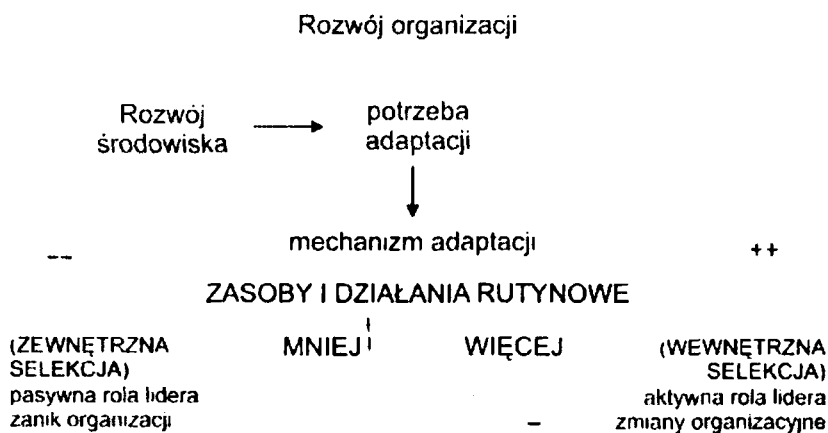 Rozwój organizacji
Rozwój
środowiska
potrzeba
adaptacji
mechanizm adaptacji
--
++
ZASOBY I DZIAŁANIA RUTYNOWE
(ZEWNĘTRZNA
SELEKCJA)
pasywna rola lidera
zanik organizacji
MNIEJ
WIĘCEJ
(WEWNĘTRZNA
SELEKCJA)
aktywna rola lidera
– zmiany organizacyjne